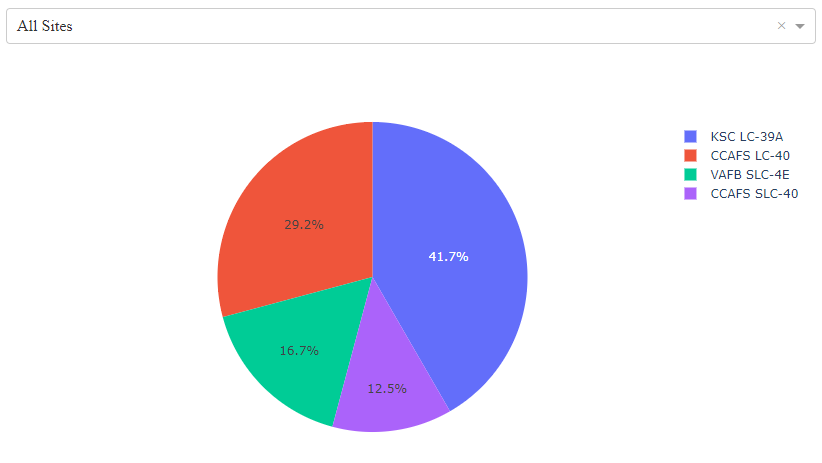 All Sites
KSC LC-39A
CCAFS LC-40
VAFB SLC-4E
CCAFS SLC-40
29.2%
41.7%
16.7%
12.5%